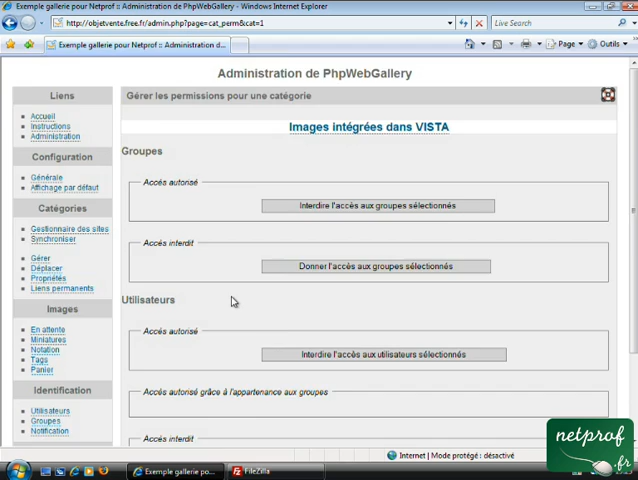 Exemple gallerie pour Netprof :: Administration de PhpWebGallery - Windows Internet Explorer
http://objetvente.free.fr/admin.php?page=cat_perm&cat=1
Live Search
Exemple gallerie pour Netprof :: Administration d...
Page
Outils
Administration de PhpWebGallery
Liens
Accueil
Instructions
Administration
Configuration
Générale
Affichage par défaut
Catégories
Gestionnaire des sites
Synchroniser
Gérer
Déplacer
Propriétés
Liens permanents
Images
En attente
Miniatures
Notation
Tags
Panier
Identification
Utilisateurs
Groupes
Notification
Gérer les permissions pour une catégorie
Images intégrées dans VISTA
Groupes
Accès autorisé
Interdire l'accès aux groupes sélectionnés
Accès interdit
Donner l'accès aux groupes sélectionnés
Utilisateurs
Accès autorisé
Interdire l'accès aux utilisateurs sélectionnés
Accès autorisé grâce à l'appartenance aux groupes
Accès interdit
Internet | Mode protégé : désactivé
Exemple gallerie po...
FileZilla
netprof
.fr